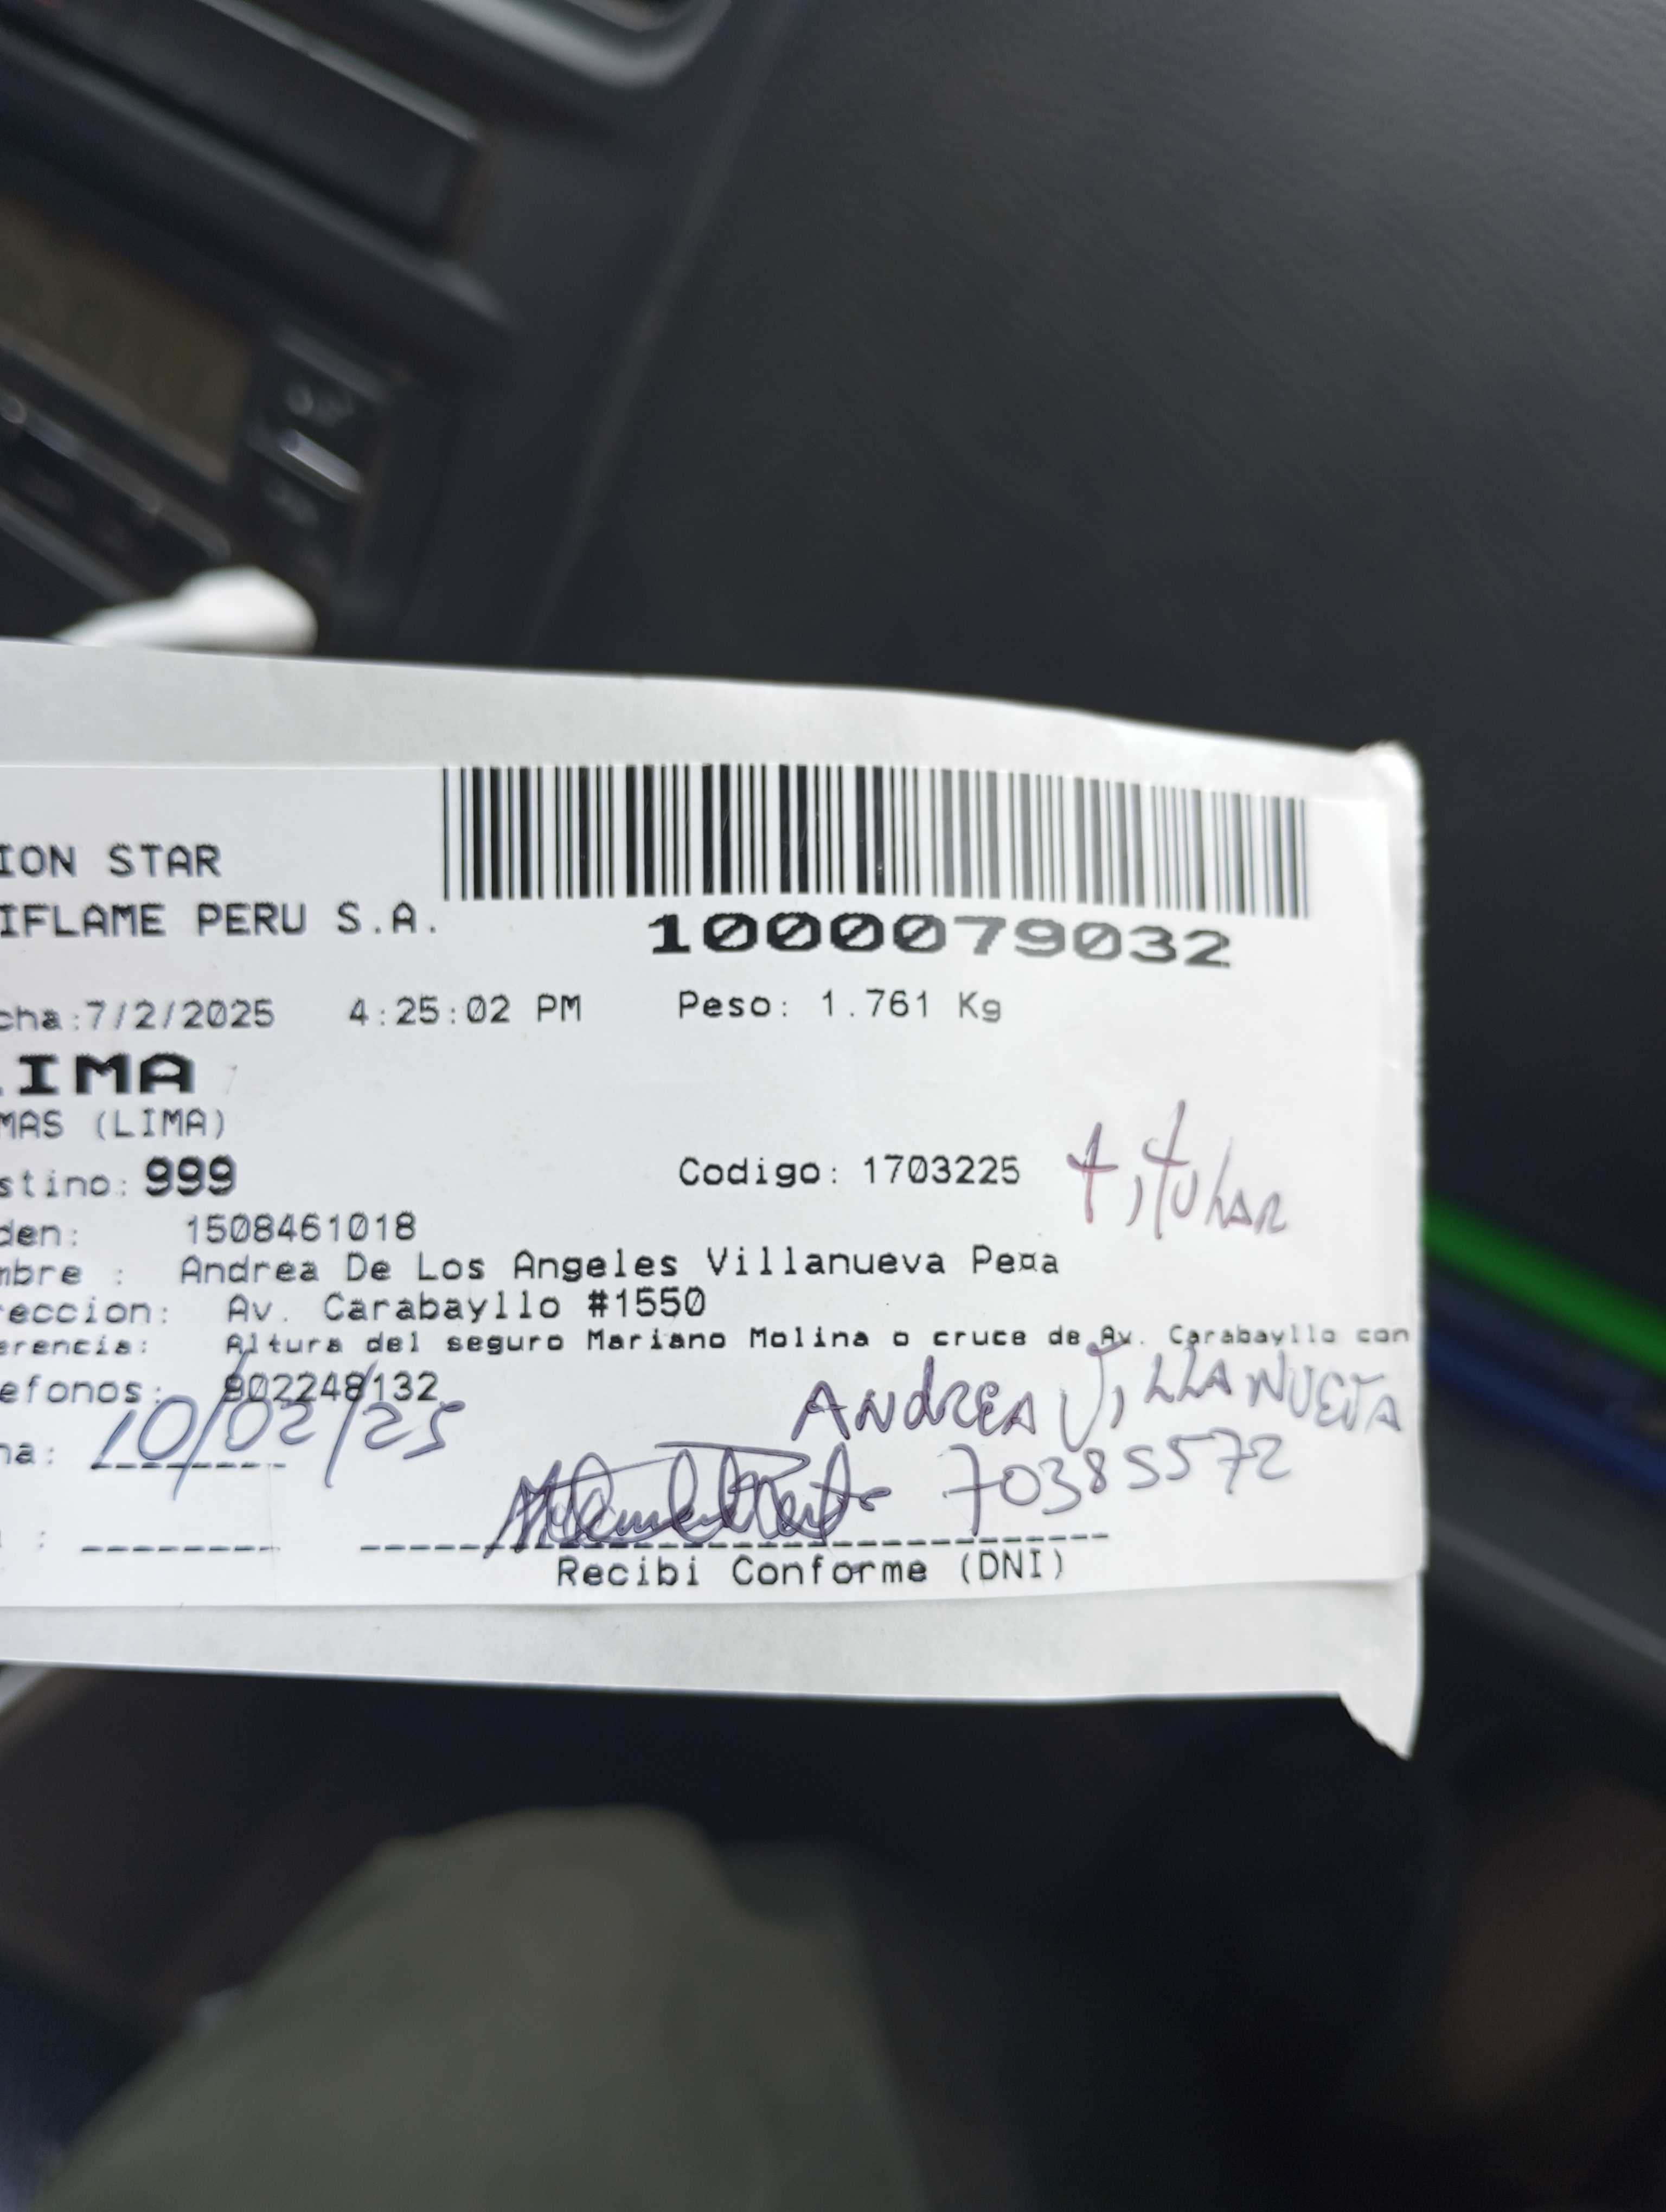 ION STAR
IFLAME PERU S.A.
1000079032
cha:7/2/2025 4:25:02 PM Peso: 1.761 Kg
IMA
MAS (LIMA)
stino: 999 Codigo: 1703225 titular
den: 1508461018
mbre : Andrea De Los Angeles Villanueva Pe¤a
reccion: Av. Carabayllo #1550
erencia: Altura del seguro Mariano Molina o cruce de Av. Carabayllo con
efonos: 902248132 ANDREA VILLANUEVA
ha: 10/02/25 70385572
: 
Recibi Conforme (DNI)